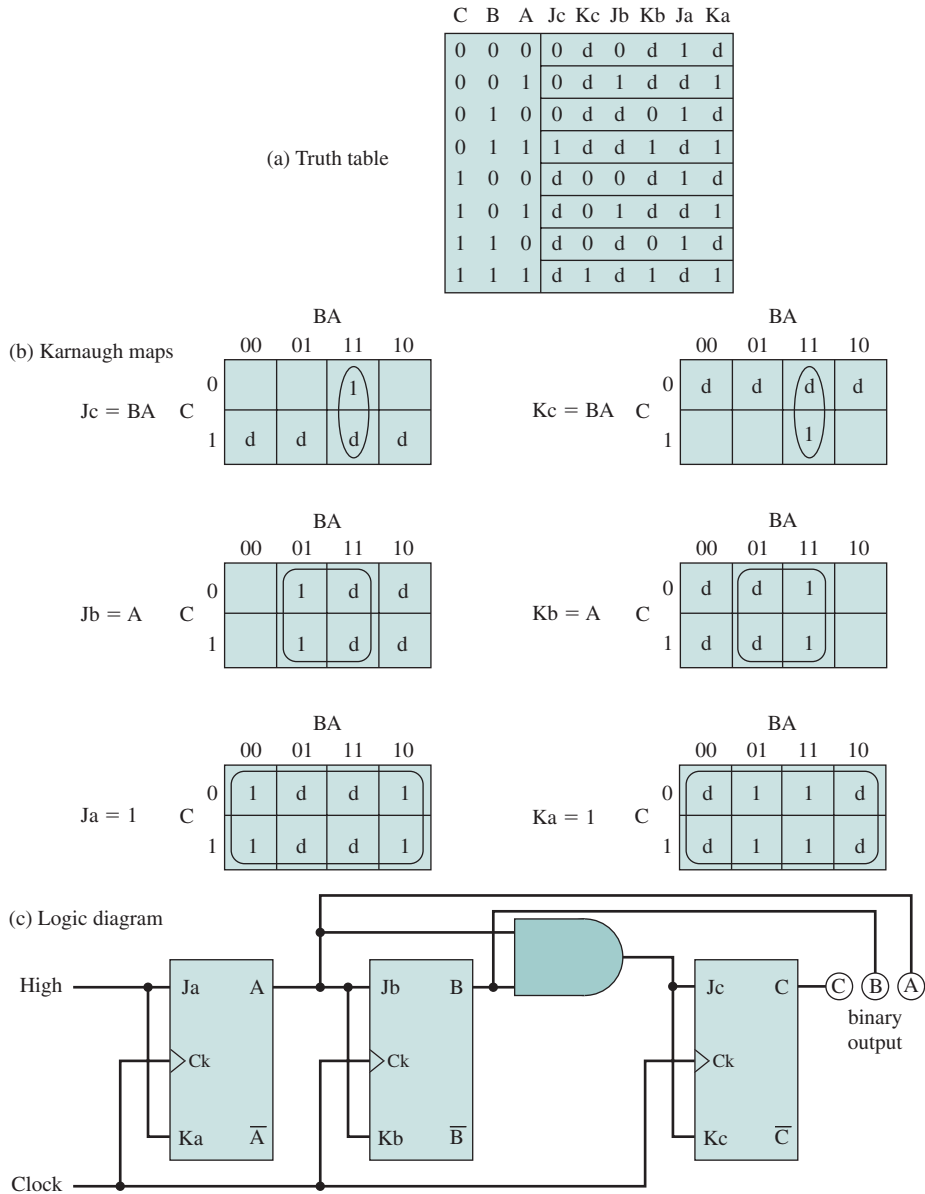 C B A Jc Kc Jb Kb Ja Ka
0 0 0 0 d 0 d 1 d
0 0 1 0 d 1 d d 1
0 1 0 0 d d 0 1 d
0 1 1 1 d d 1 d 1
1 0 0 d 0 0 d 1 d
1 0 1 d 0 1 d d 1
1 1 0 d 0 d 0 1 d
1 1 1 d 1 d 1 d 1
(a) Truth table
(b) Karnaugh maps
BA
00 01 11 10
Jc = BA C
0 1
1 d d d d
BA
00 01 11 10
Kc = BA C
0 d d d d
1 1
BA
00 01 11 10
Jb = A C
0 1 d d
1 1 d d
BA
00 01 11 10
Kb = A C
0 d d 1
1 d d 1
BA
00 01 11 10
Ja = 1 C
0 1 d d 1
1 1 d d 1
BA
00 01 11 10
Ka = 1 C
0 d 1 1 d
1 d 1 1 d
(c) Logic diagram
High Ja A Jb B Jc C C B A
binary
output
Ck Ck Ck
Ka A̅ Kb B̅ Kc C̅
Clock